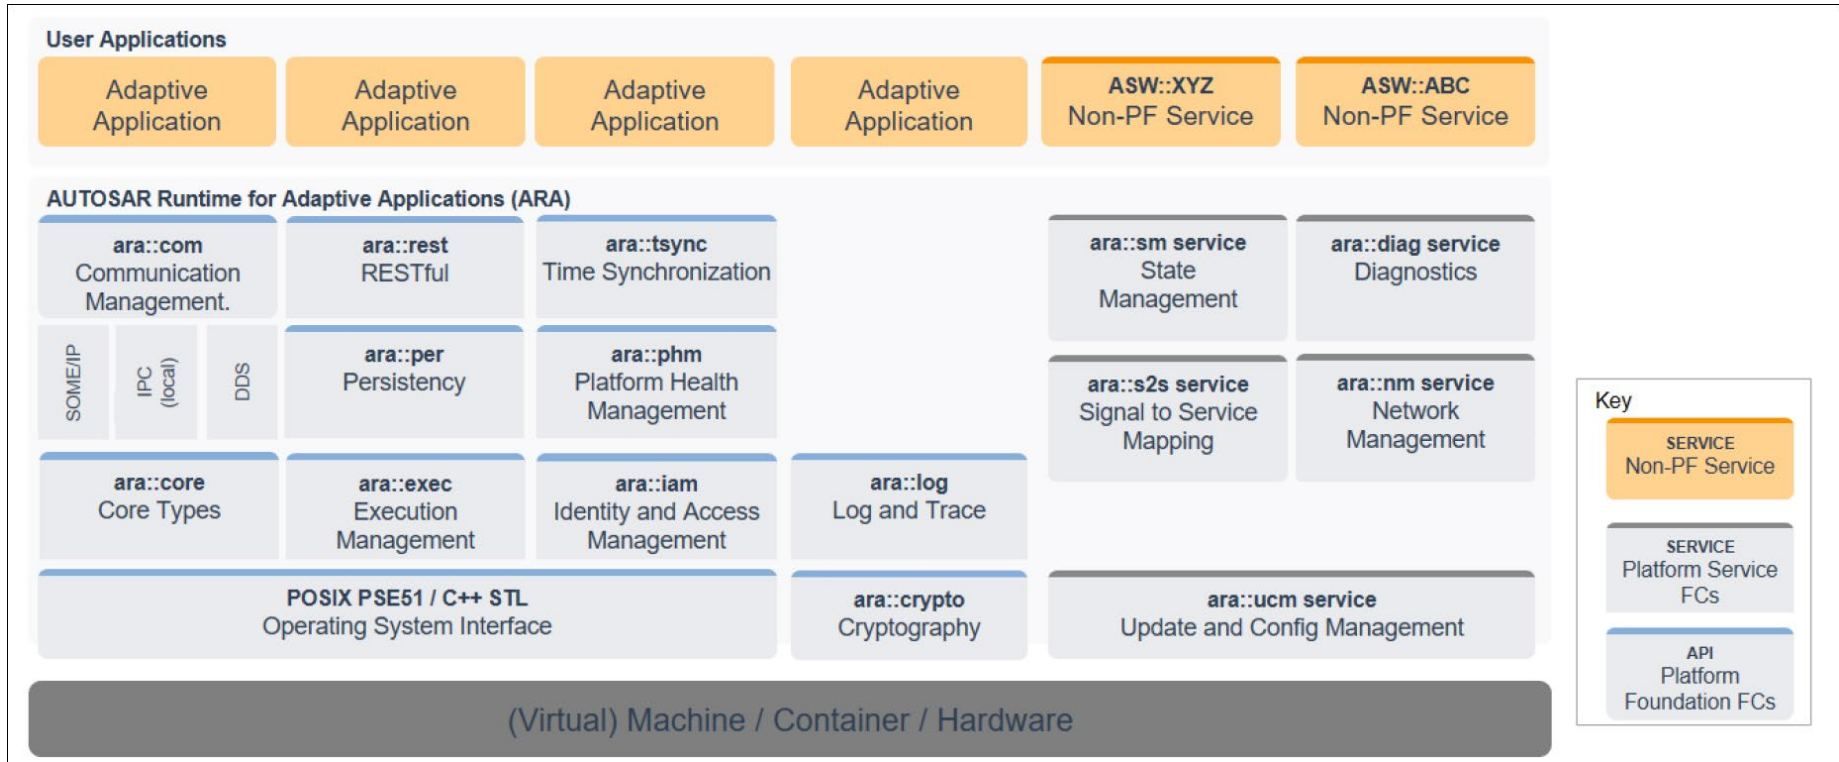 User Applications
Adaptive
Application
Adaptive
Application
Adaptive
Application
Adaptive
Application
ASW::XYZ
Non-PF Service
ASW::ABC
Non-PF Service
AUTOSAR Runtime for Adaptive Applications (ARA)
ara::com
Communication
Management.
ara::rest
RESTful
ara::tsync
Time Synchronization
ara::sm service
State
Management
ara::diag service
Diagnostics
SOME/IP
IPC
(local)
DDS
ara::per
Persistency
ara::phm
Platform Health
Management
ara::s2s service
Signal to Service
Mapping
ara::nm service
Network
Management
ara::core
Core Types
ara::exec
Execution
Management
ara::iam
Identity and Access
Management
ara::log
Log and Trace
POSIX PSE51 / C++ STL
Operating System Interface
ara::crypto
Cryptography
ara::ucm service
Update and Config Management
(Virtual) Machine / Container / Hardware
Key
SERVICE
Non-PF Service
SERVICE
Platform Service
FCs
API
Platform
Foundation FCs